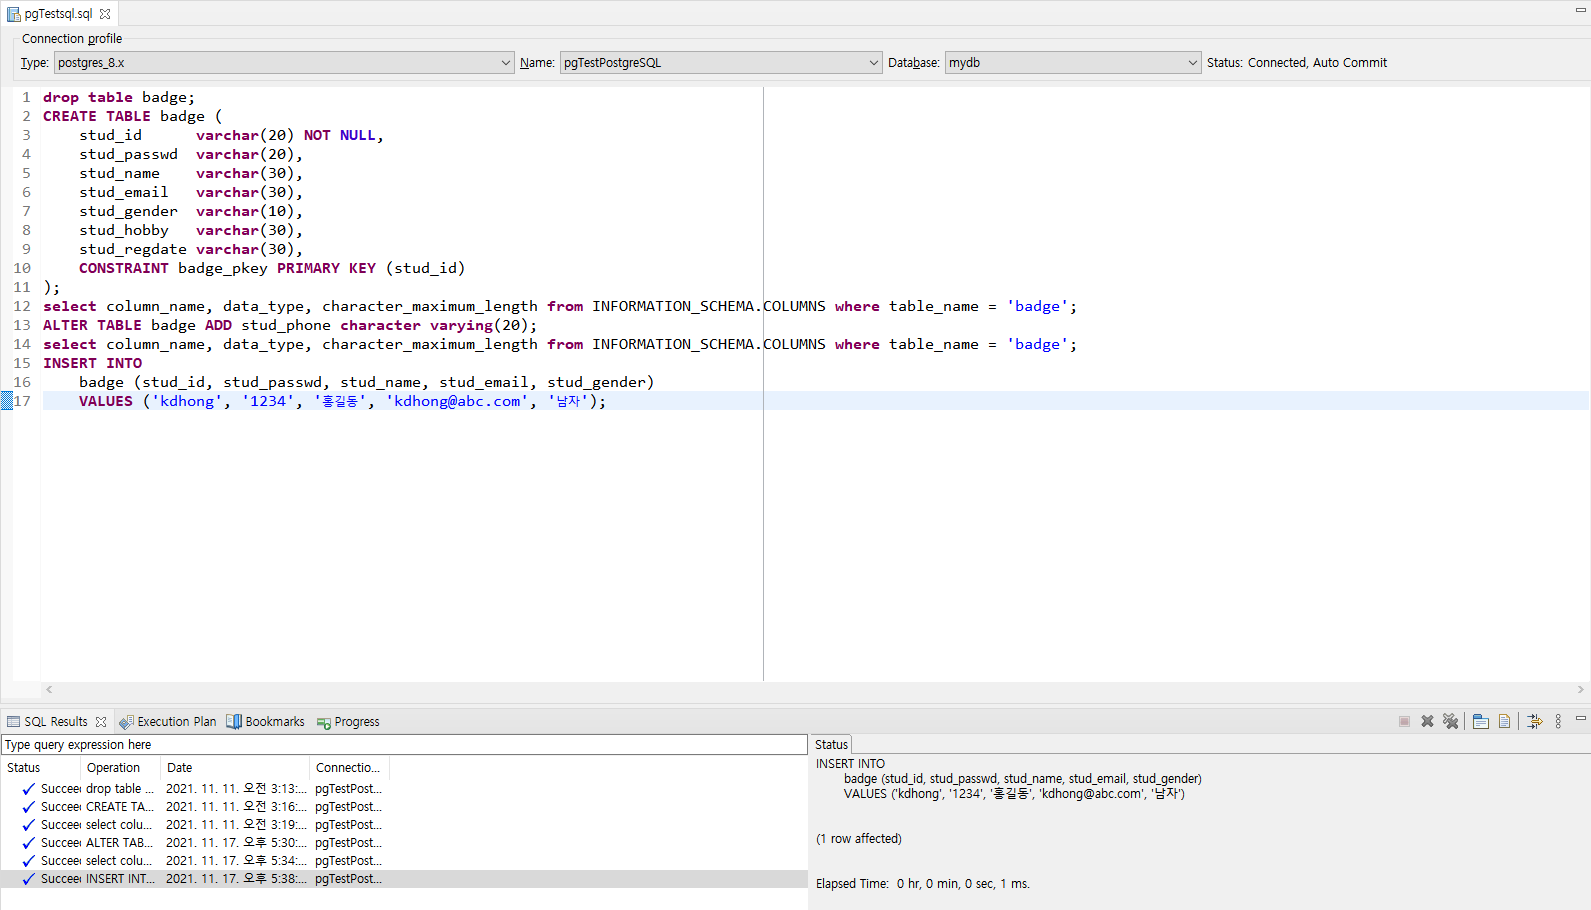 pgTestsql.sql
Connection profile
Type: postgres_8.x Name: pgTestPostgreSQL Database: mydb Status: Connected, Auto Commit
1 drop table badge;
2 CREATE TABLE badge (
3 stud_id varchar(20) NOT NULL,
4 stud_passwd varchar(20),
5 stud_name varchar(30),
6 stud_email varchar(30),
7 stud_gender varchar(10),
8 stud_hobby varchar(30),
9 stud_regdate varchar(30),
10 CONSTRAINT badge_pkey PRIMARY KEY (stud_id)
11 );
12 select column_name, data_type, character_maximum_length from INFORMATION_SCHEMA.COLUMNS where table_name = 'badge';
13 ALTER TABLE badge ADD stud_phone character varying(20);
14 select column_name, data_type, character_maximum_length from INFORMATION_SCHEMA.COLUMNS where table_name = 'badge';
15 INSERT INTO
16 badge (stud_id, stud_passwd, stud_name, stud_email, stud_gender)
17 VALUES ('kdhong', '1234', '홍길동', 'kdhong@abc.com', '남자');
SQL Results Execution Plan Bookmarks Progress
Type query expression here
Status Operation Date Connectio...
Succee drop table ... 2021. 11. 11. 오전 3:13:... pgTestPost...
Succee CREATE TA... 2021. 11. 11. 오전 3:16:... pgTestPost...
Succee select colu... 2021. 11. 11. 오전 3:19:... pgTestPost...
Succee ALTER TAB... 2021. 11. 17. 오후 5:30:... pgTestPost...
Succee select colu... 2021. 11. 17. 오후 5:34:... pgTestPost...
Succee INSERT INT... 2021. 11. 17. 오후 5:38:... pgTestPost...
Status
INSERT INTO
badge (stud_id, stud_passwd, stud_name, stud_email, stud_gender)
VALUES ('kdhong', '1234', '홍길동', 'kdhong@abc.com', '남자')
(1 row affected)
Elapsed Time: 0 hr, 0 min, 0 sec, 1 ms.